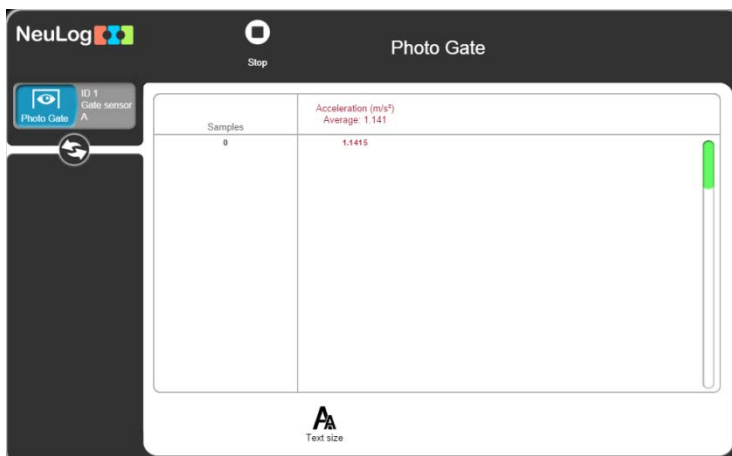 NeuLog
Stop
Photo Gate
Photo Gate
ID 1
Gate sensor
A
Samples
Acceleration (m/s²)
Average: 1.141
0
1.1415
Text size